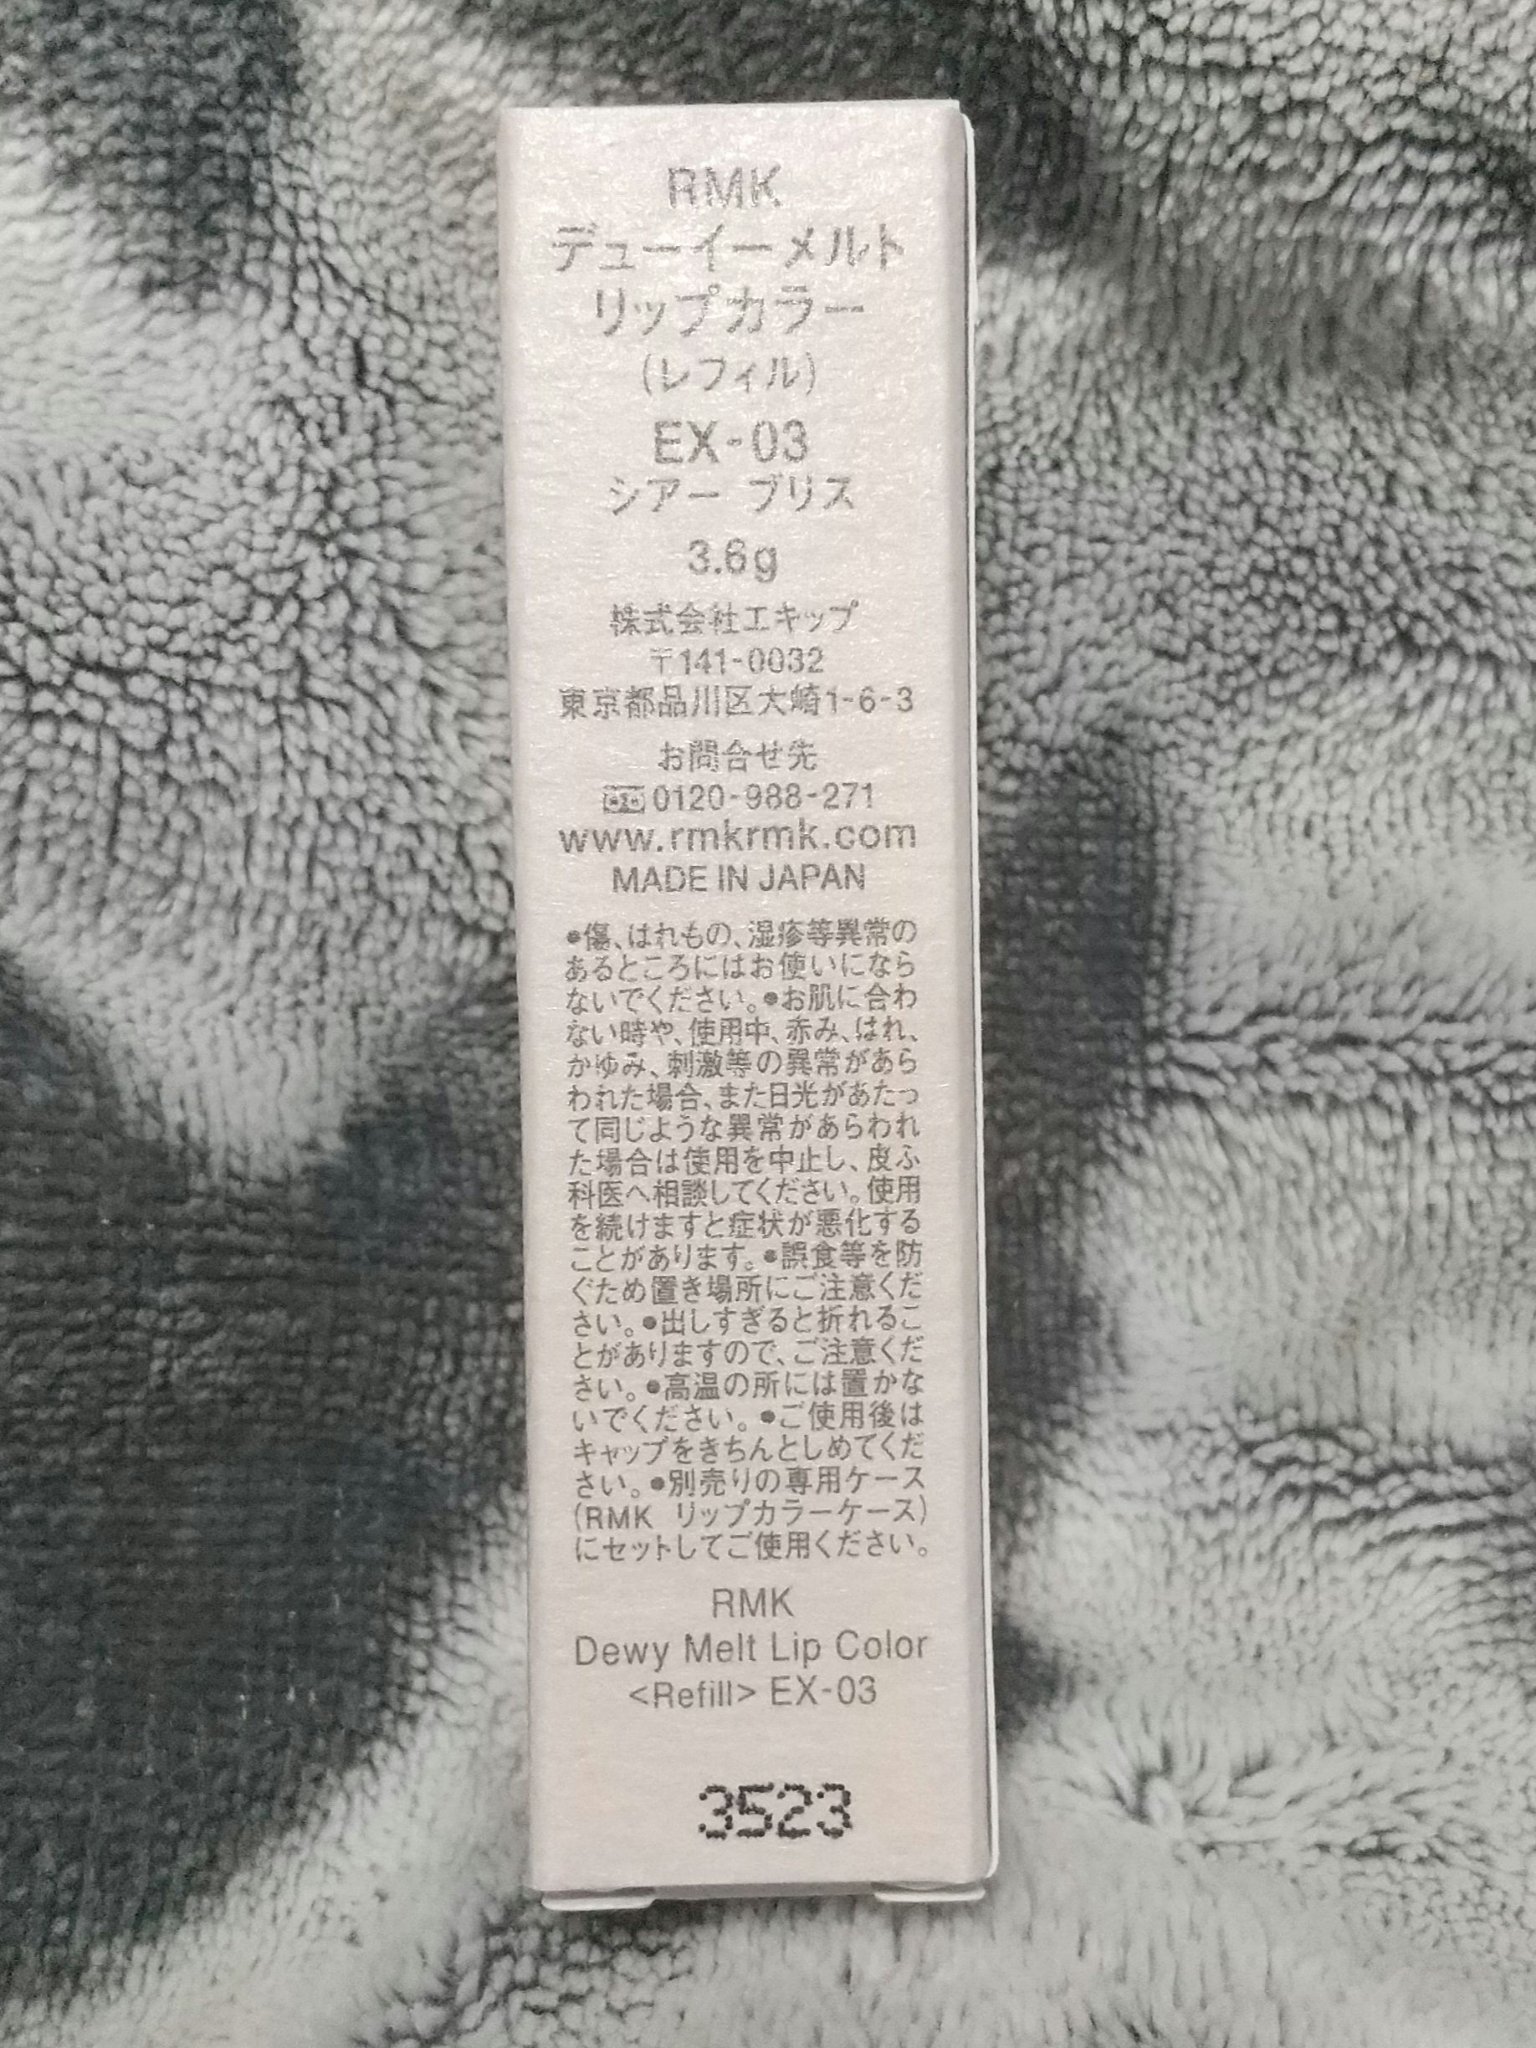 RMK
デューイーメルト
リップカラー
(レフィル)
EX-03
シアー ブリス
3.6g
株式会社エキップ
〒141-0032
東京都品川区大崎1-6-3
お問合せ先
0120-988-271
www.rmkrmk.com
MADE IN JAPAN
●傷、はれもの、湿疹等異常の
あるところにはお使いになら
ないでください。●お肌に合わ
ない時や、使用中、赤み、はれ、
かゆみ、刺激等の異常があら
われた場合、また日光があたっ
て同じような異常があらわれ
た場合は使用を中止し、皮ふ
科医へ相談してください。使用
を続けますと症状が悪化する
ことがあります。●誤食等を防
ぐため置き場所にご注意くだ
さい。●出しすぎると折れるこ
とがありますので、ご注意くだ
さい。●高温の所には置かな
いでください。●ご使用後は
キャップをきちんとしめてくだ
さい。●別売りの専用ケース
(RMK リップカラーケース)
にセットしてご使用ください。
RMK
Dewy Melt Lip Color
<Refill> EX-03
3523